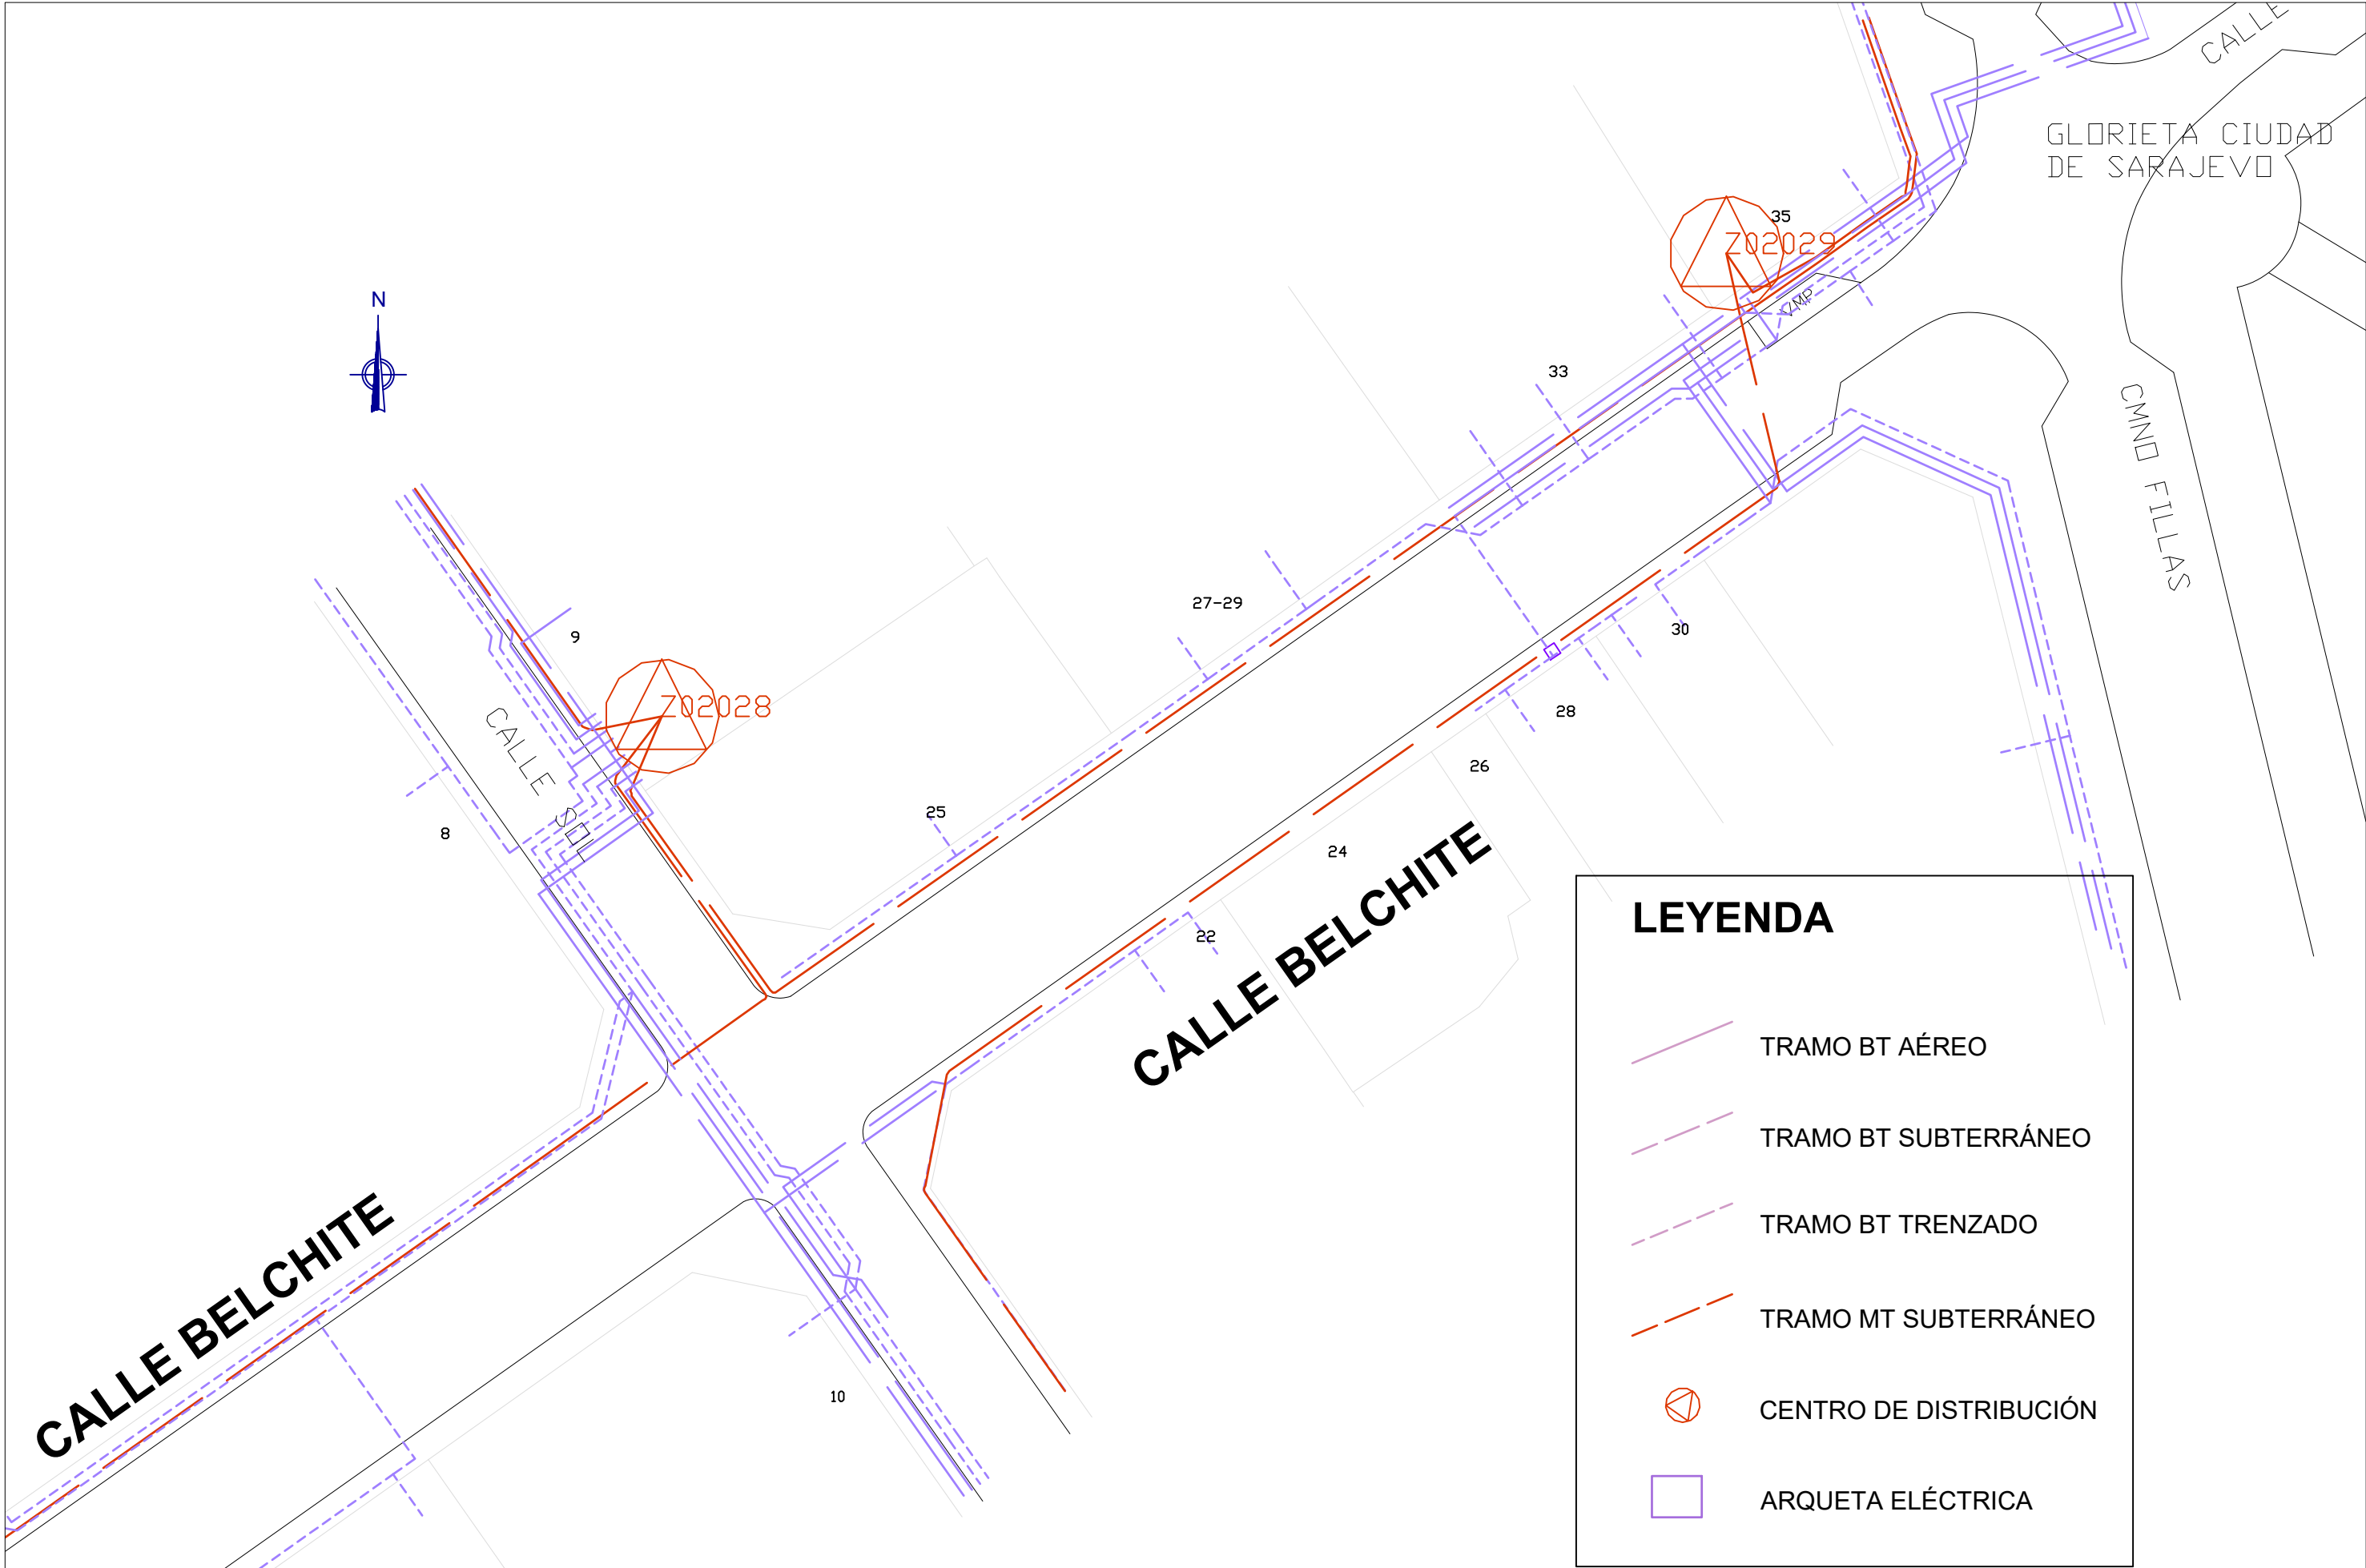 CALLE
GLORIETA CIUDAD
DE SARAJEVO
35
Z02029
N
33
CMNO FILLAS
27-29
9
30
Z02028
28
CALLE SOL
26
25
8
24
22
CALLE BELCHITE
CALLE BELCHITE
10
LEYENDA
TRAMO BT AÉREO
TRAMO BT SUBTERRÁNEO
TRAMO BT TRENZADO
TRAMO MT SUBTERRÁNEO
CENTRO DE DISTRIBUCIÓN
ARQUETA ELÉCTRICA